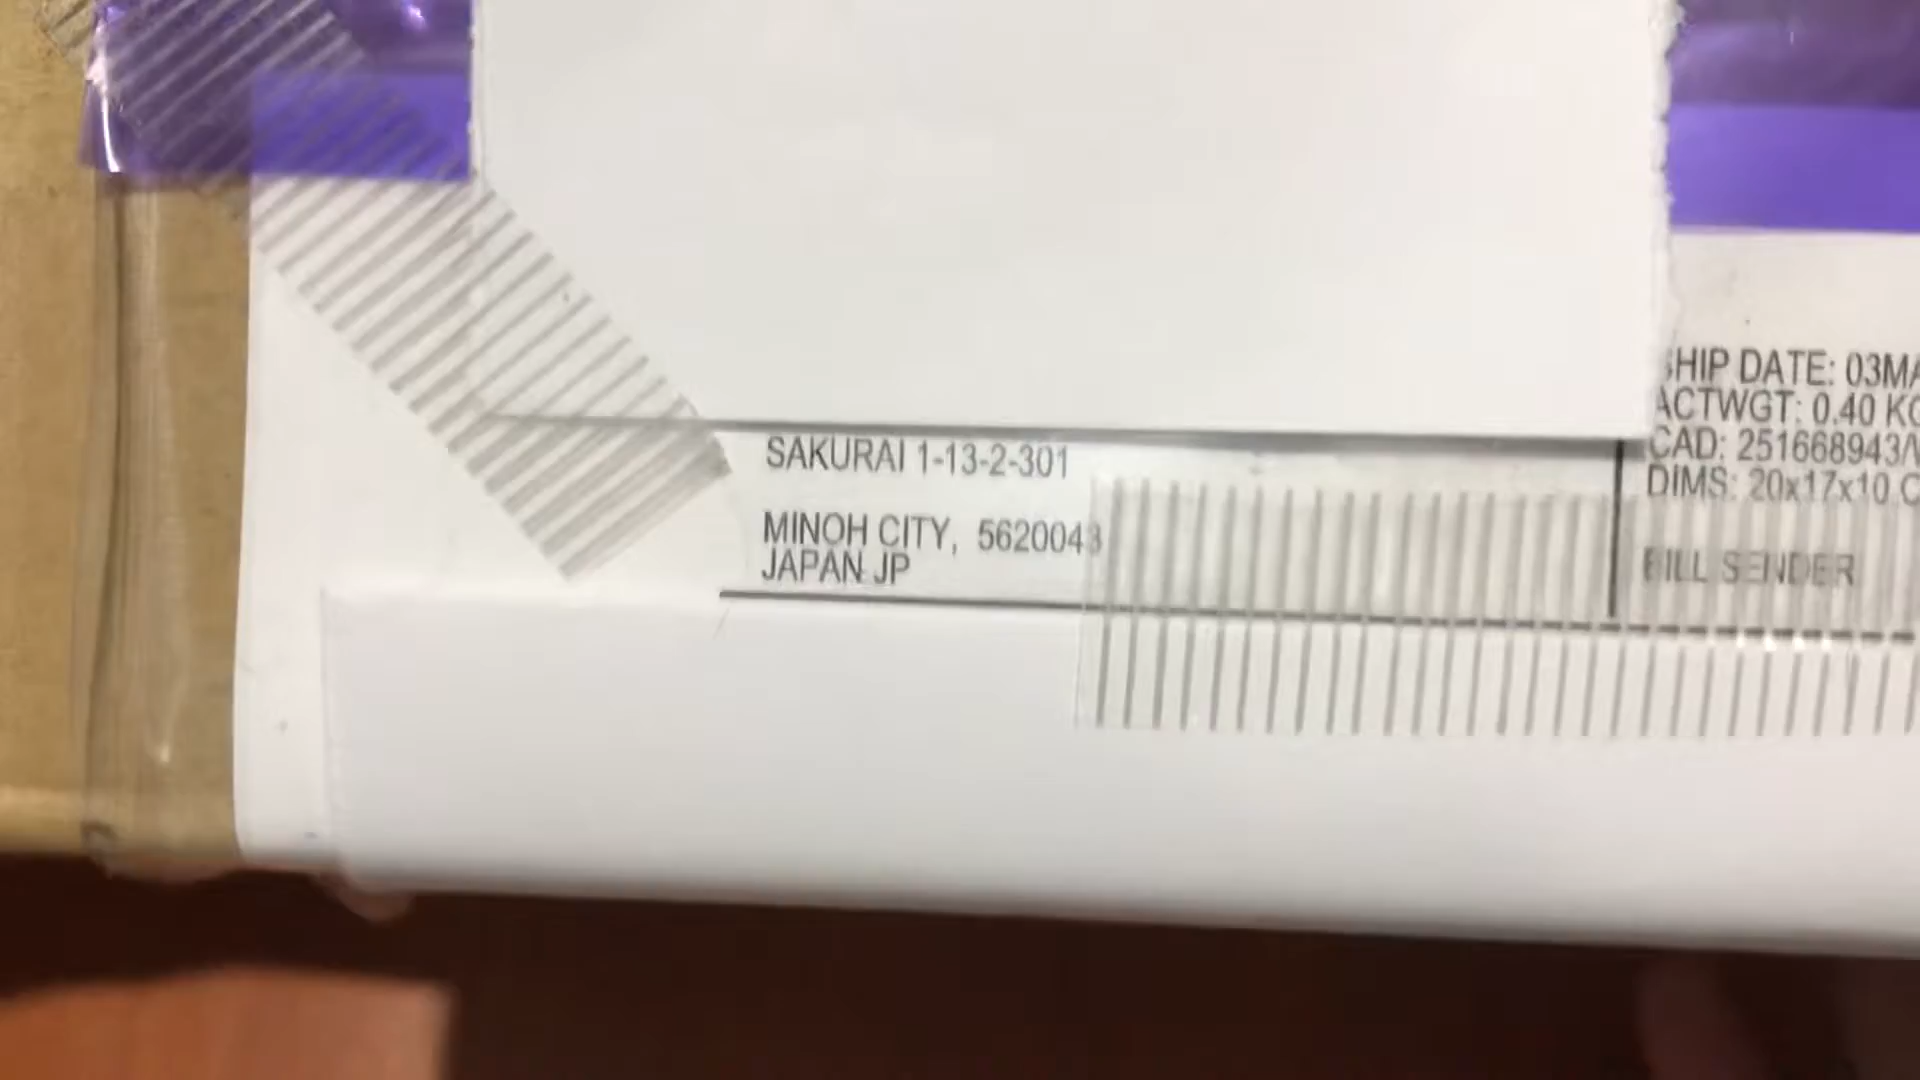 SAKURAI 1-13-2-301
MINOH CITY, 5620043
JAPAN JP
SHIP DATE: 03MA
ACTWGT: 0.40 KG
CAD: 251668943/
DIMS: 20x17x10 C
BILL SENDER